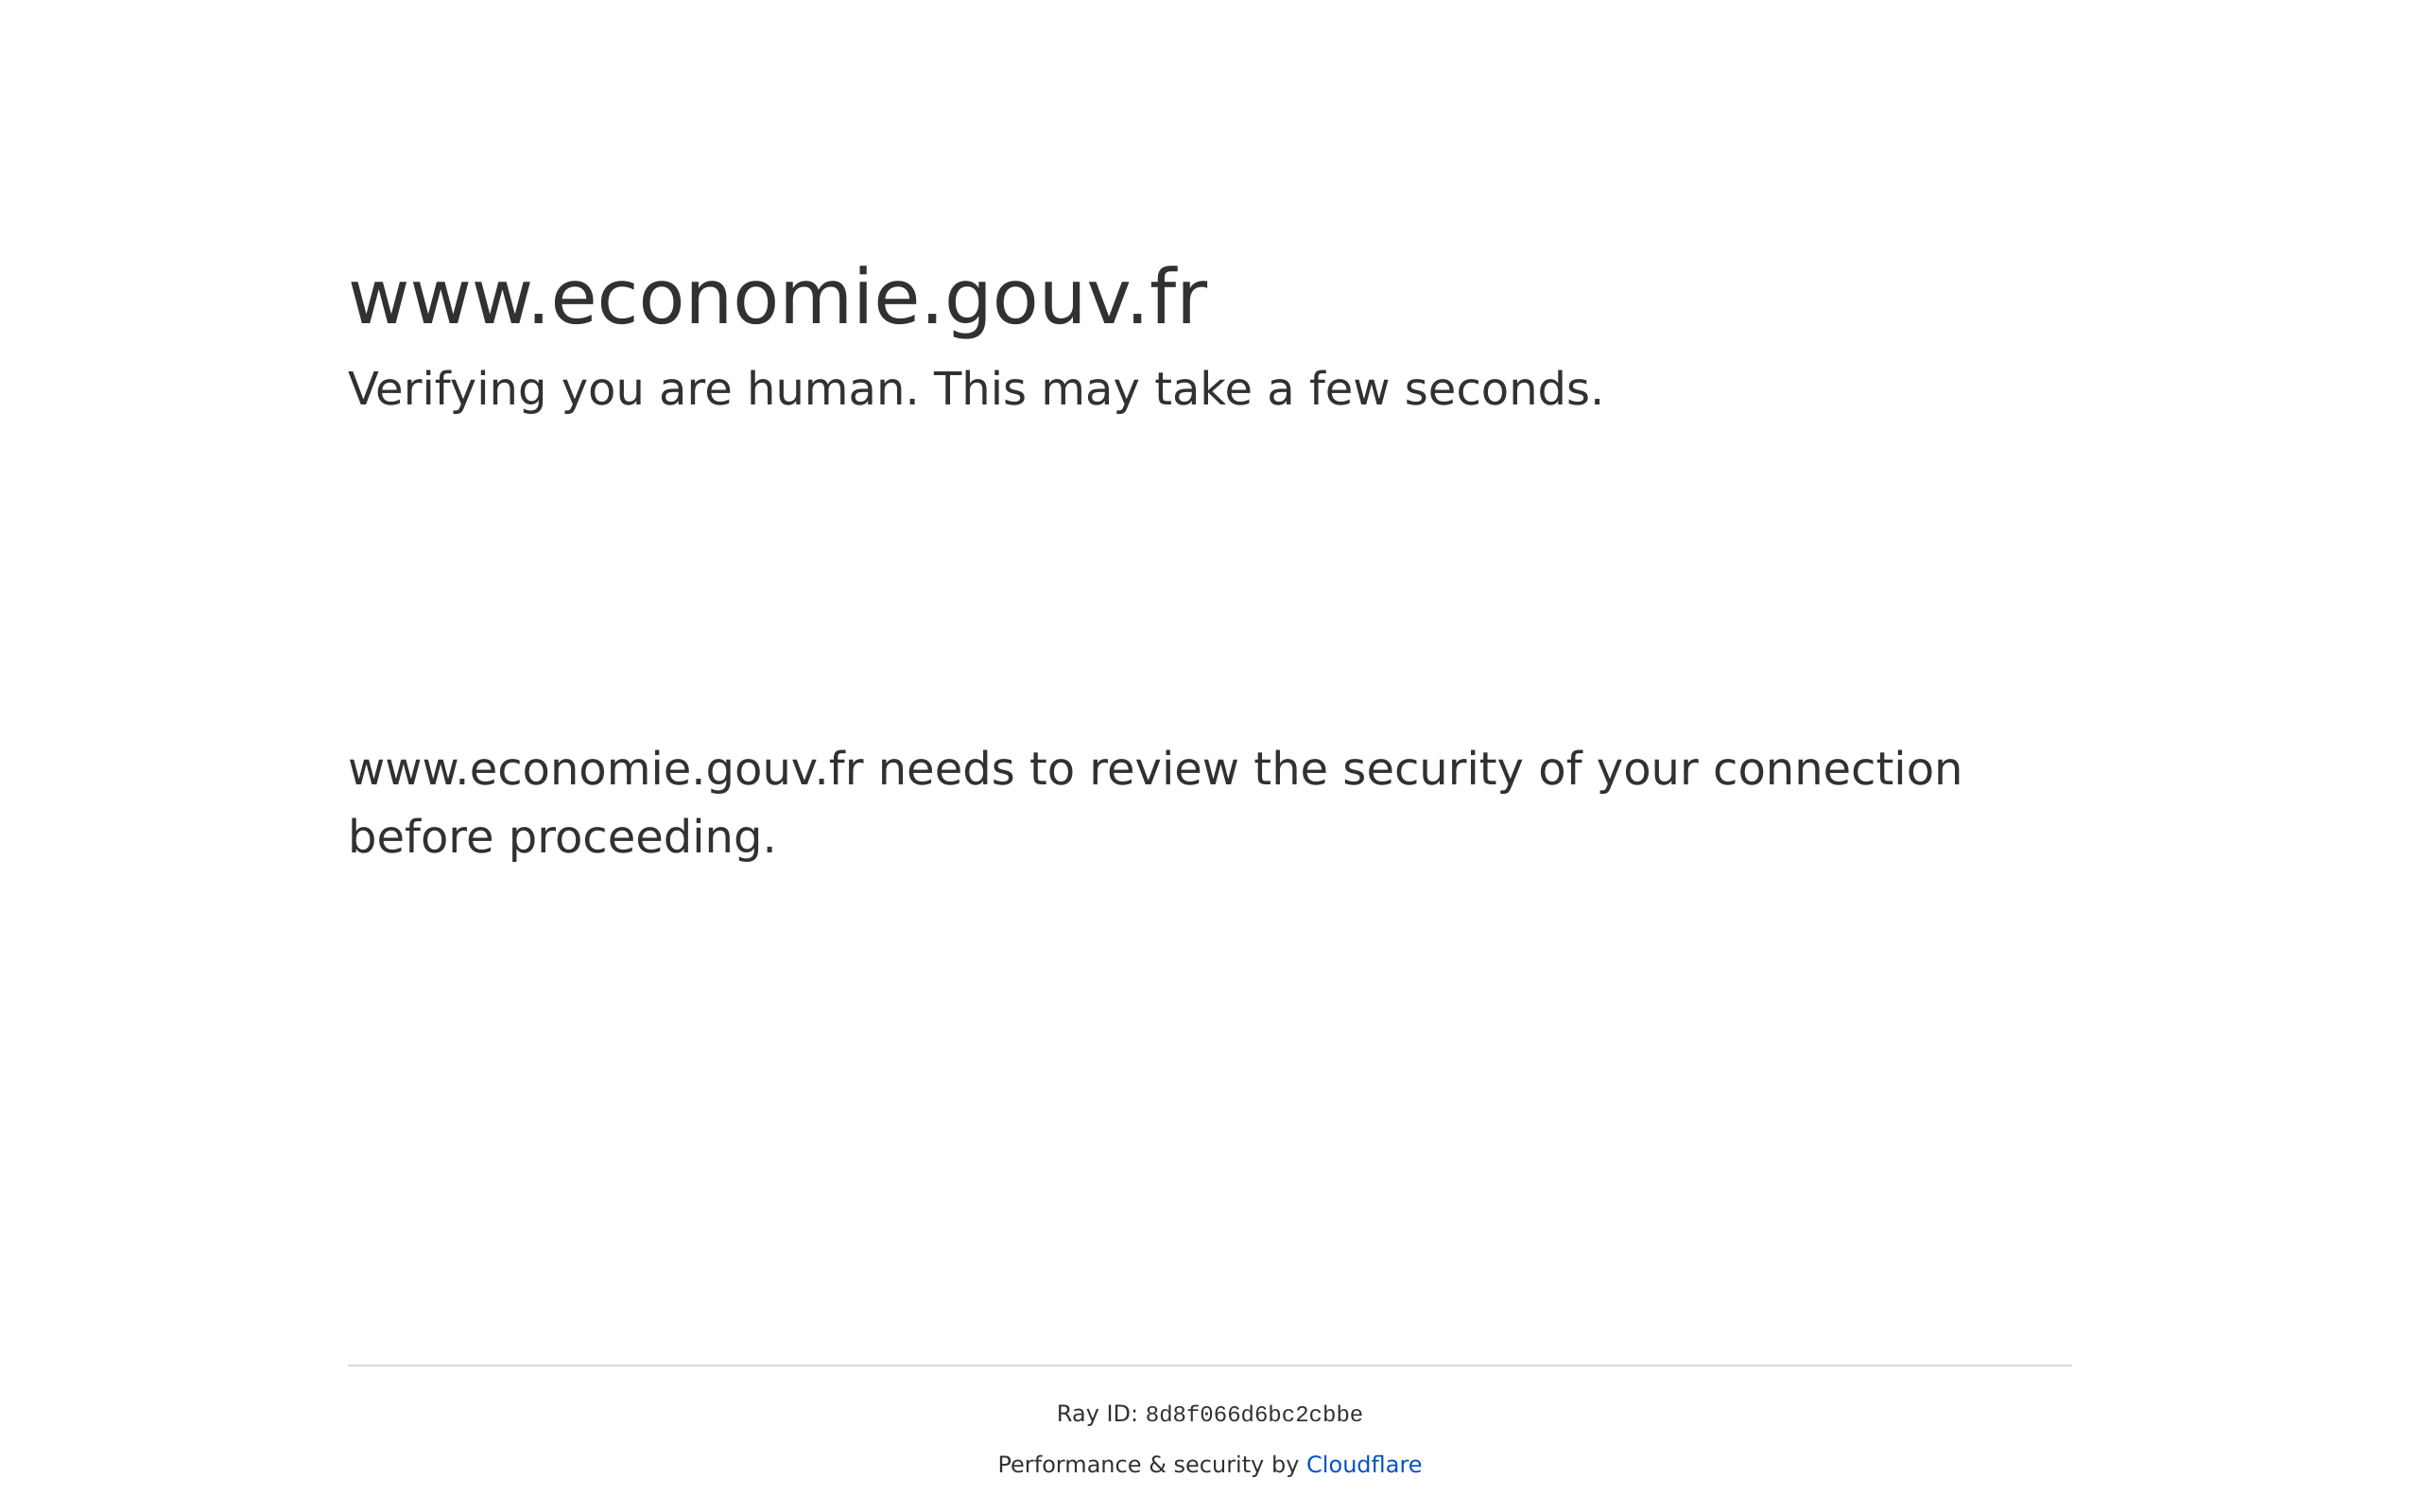 www.economie.gouv.fr
Verifying you are human. This may take a few seconds.
www.economie.gouv.fr needs to review the security of your connection
before proceeding.
Ray ID: 8d8f066d6bc2cbbe
Performance & security by Cloudflare